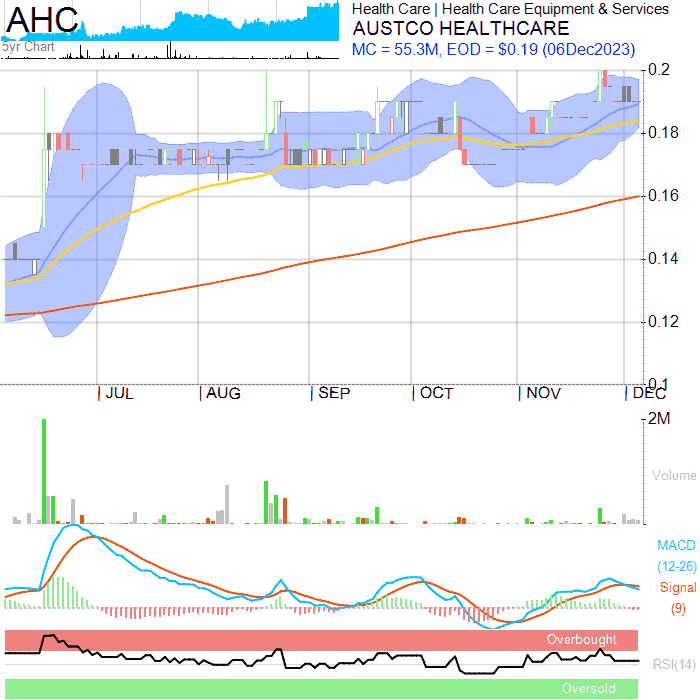 AHC
5yr Chart
Health Care | Health Care Equipment & Services
AUSTCO HEALTHCARE
MC = 55.3M, EOD = $0.19 (06Dec2023)
0.2
0.18
0.16
0.14
0.12
0.1
JUL AUG SEP OCT NOV DEC
2M
Volume
MACD
(12-26)
Signal
(9)
Overbought
RSI(14)
Oversold